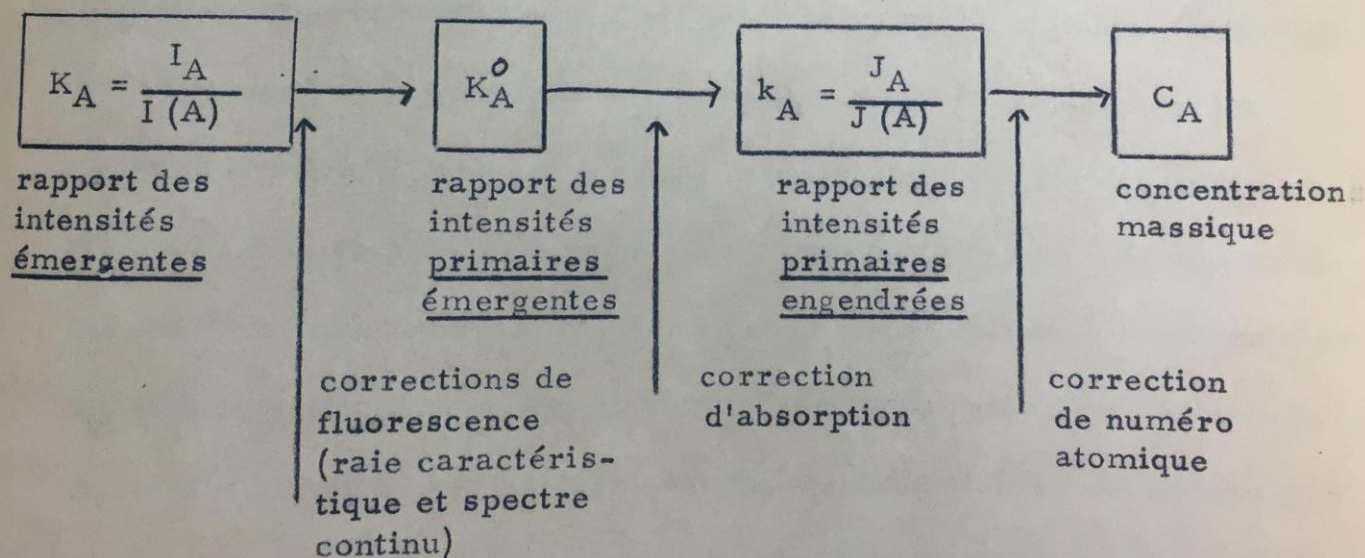 K_A = I_A / I (A)
K_A^O
k_A = J_A / J (A)
C_A
rapport des
intensités
émergentes
rapport des
intensités
primaires
émergentes
rapport des
intensités
primaires
engendrées
concentration
massique
corrections de
fluorescence
(raie caractéris-
tique et spectre
continu)
correction
d'absorption
correction
de numéro
atomique